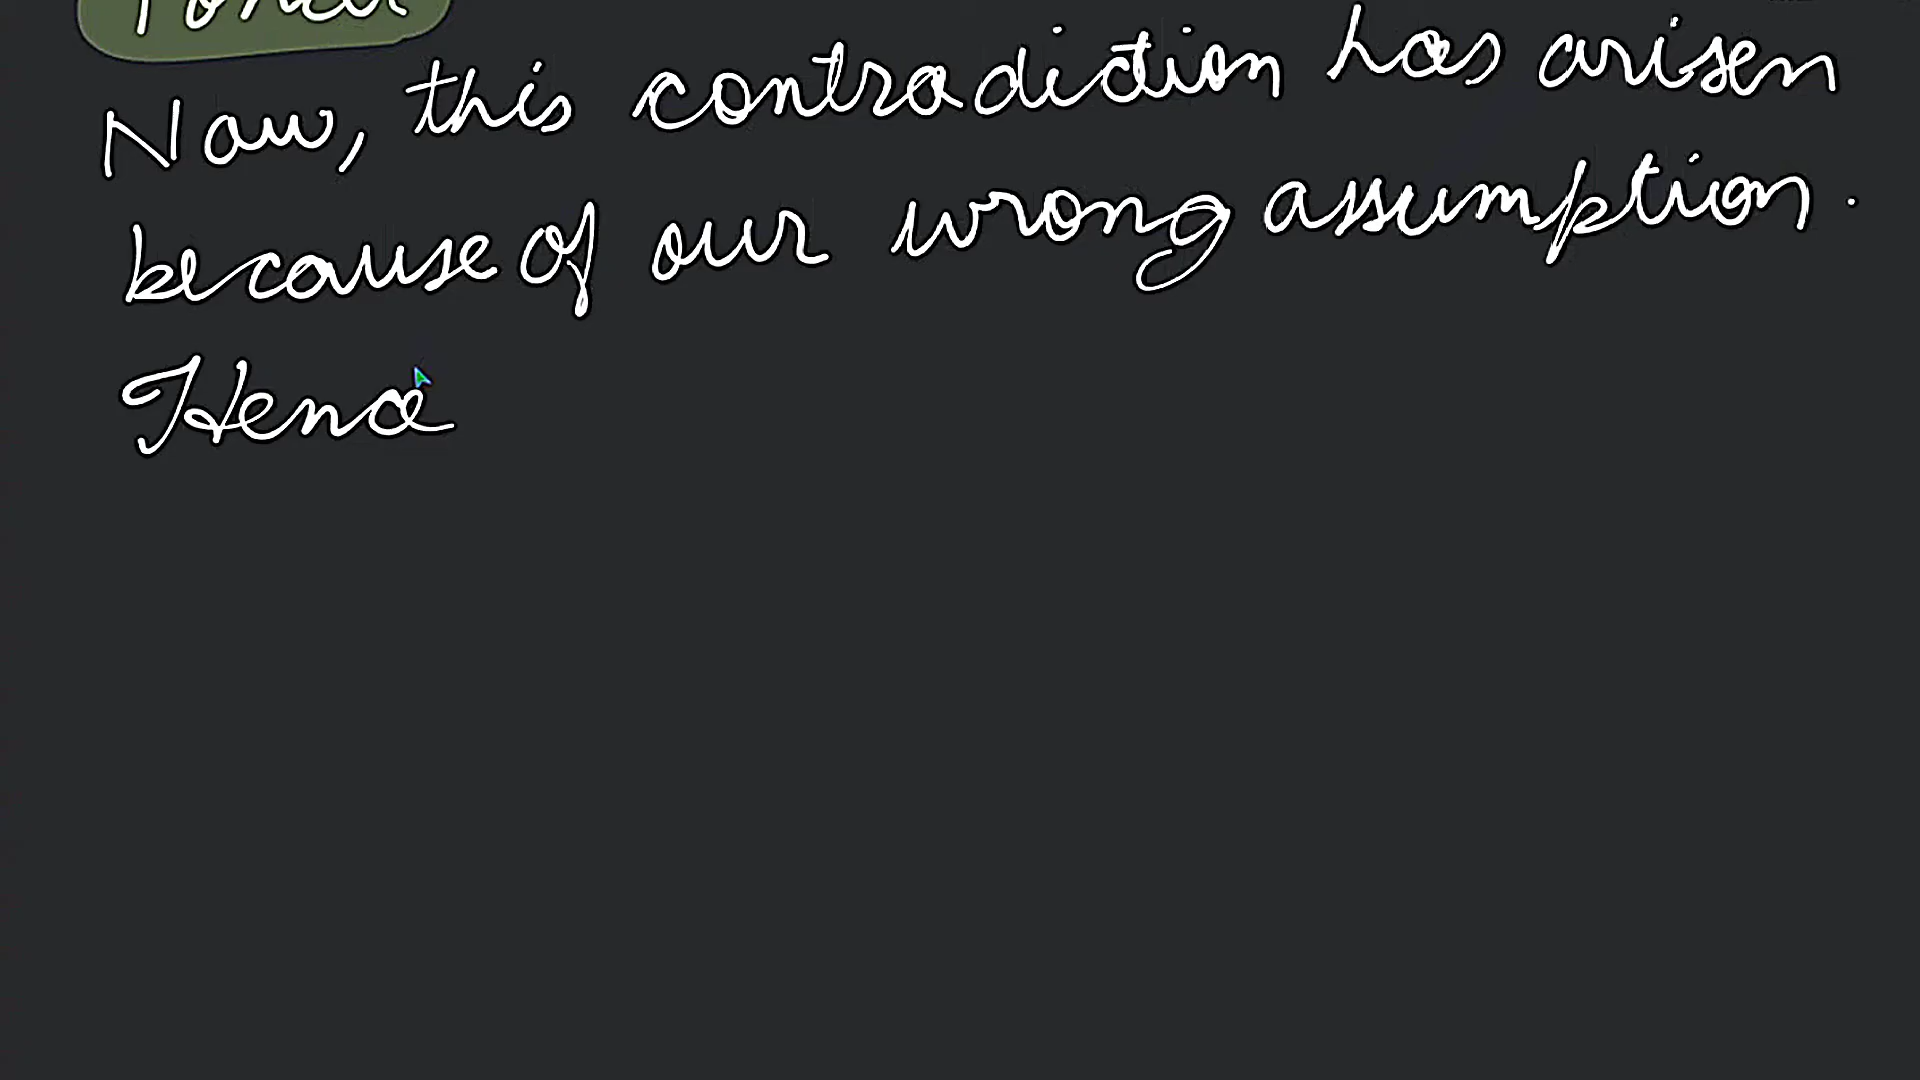 Now, this contradiction has arisen
because of our wrong assumption.
Hence